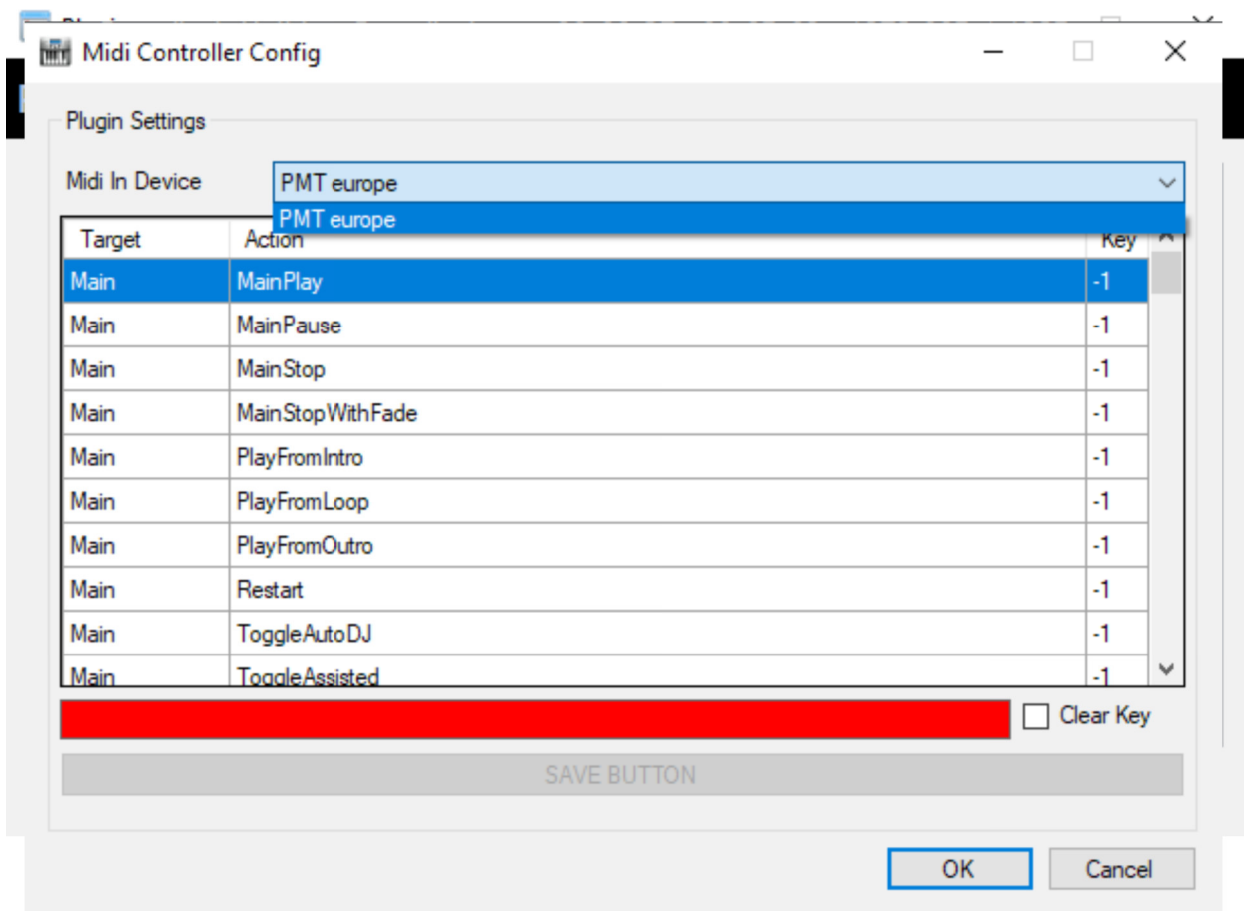 Midi Controller Config
Plugin Settings
Midi In Device PMT europe
PMT europe
Target Action Key
Main MainPlay -1
Main MainPause -1
Main MainStop -1
Main MainStopWithFade -1
Main PlayFromIntro -1
Main PlayFromLoop -1
Main PlayFromOutro -1
Main Restart -1
Main ToggleAutoDJ -1
Main ToggleAssisted -1
Clear Key
SAVE BUTTON
OK Cancel